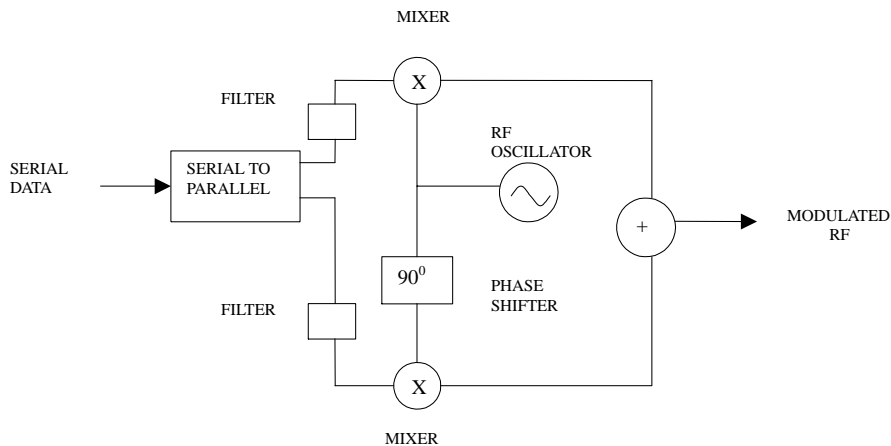 MIXER
X
FILTER
RF
OSCILLATOR
SERIAL
DATA
SERIAL TO
PARALLEL
+
MODULATED
RF
90⁰
PHASE
SHIFTER
FILTER
X
MIXER